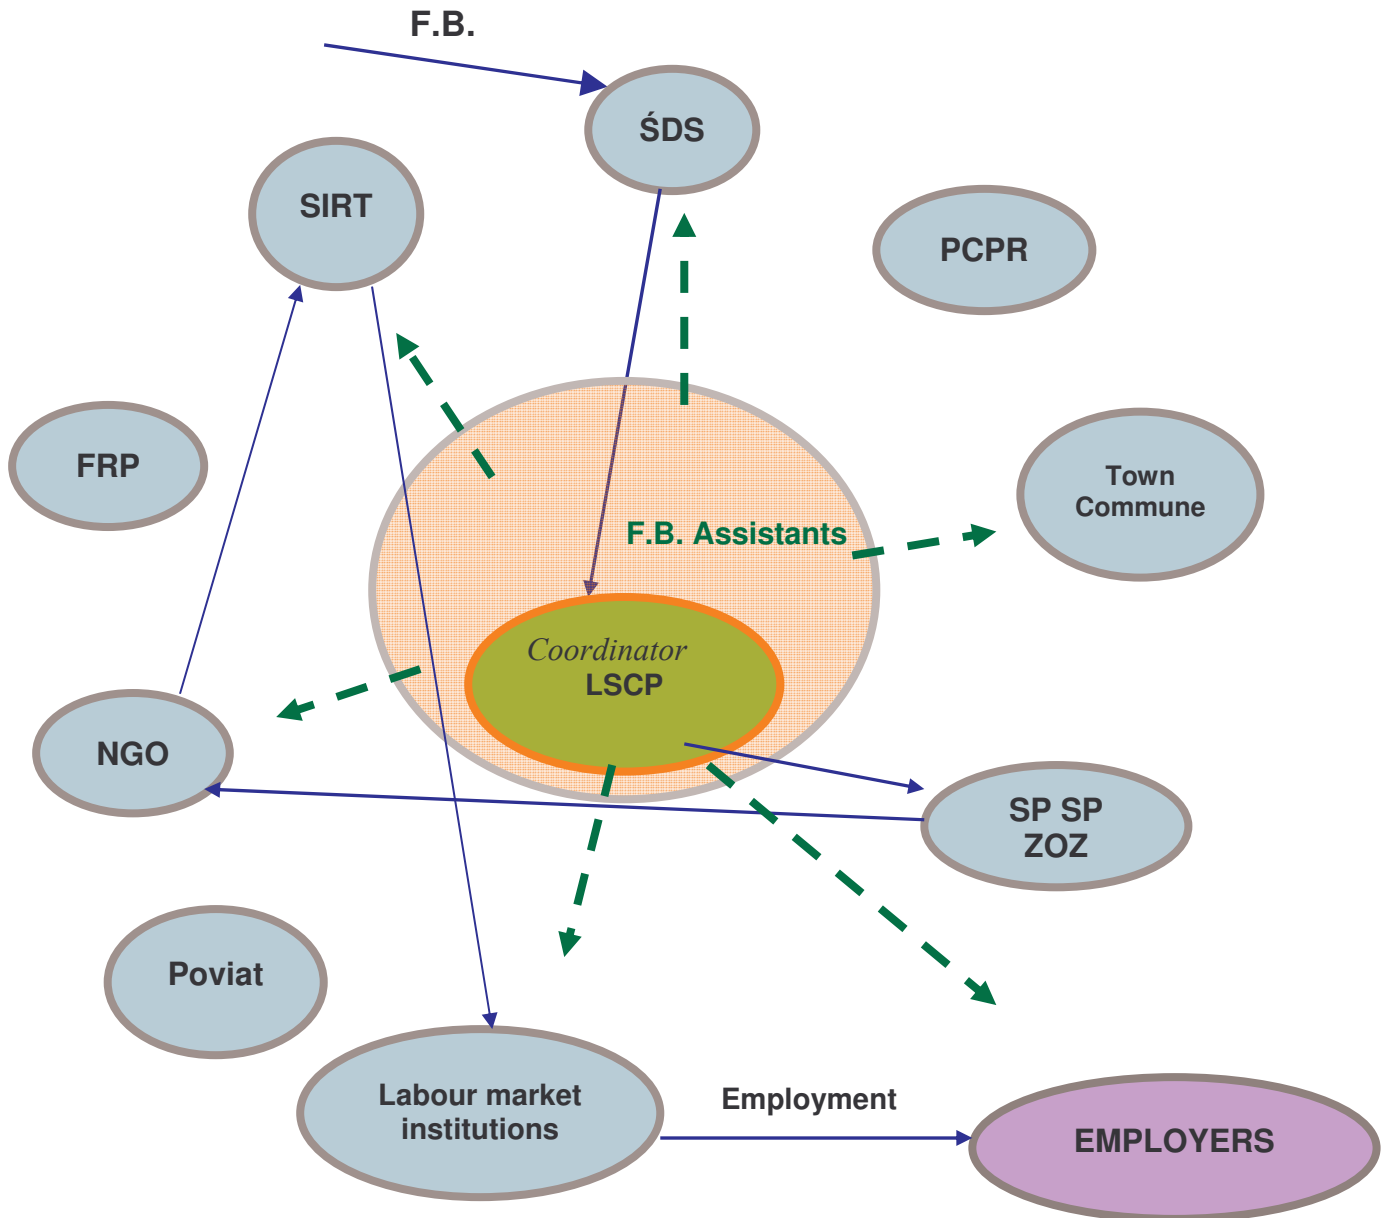 F.B.
ŚDS
SIRT
PCPR
FRP
Town
Commune
F.B. Assistants
Coordinator
LSCP
NGO
SP SP
ZOZ
Poviat
Labour market
institutions
Employment
EMPLOYERS